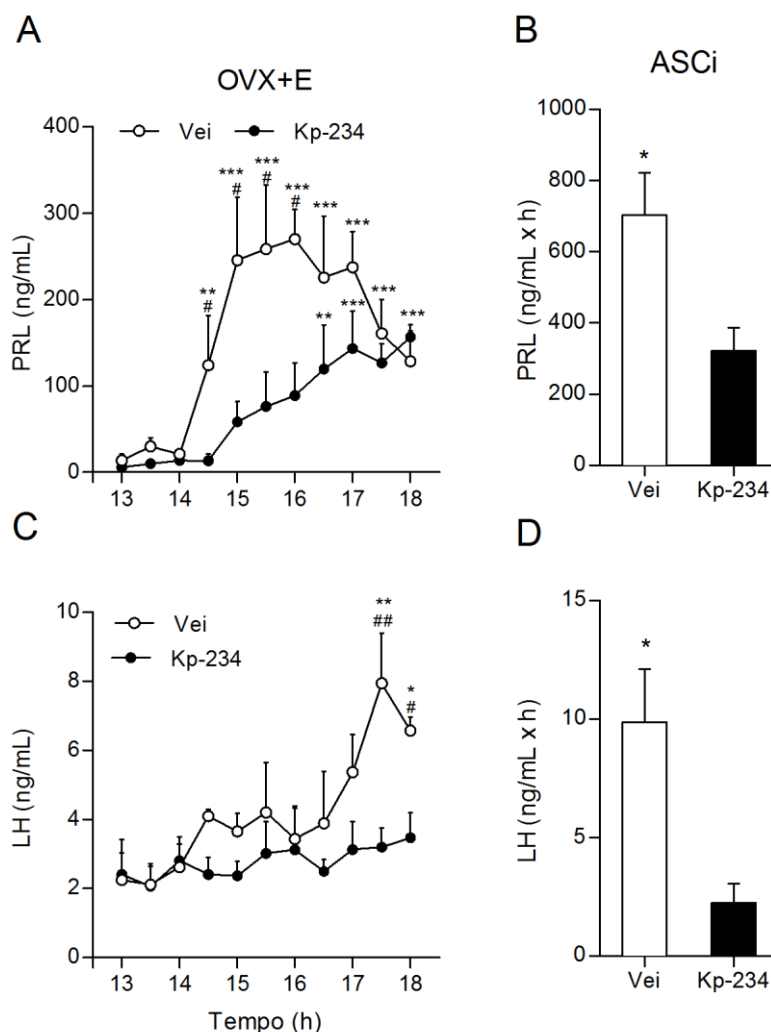 A
B
OVX+E
ASCi
Vei Kp-234
PRL (ng/mL)
400
300
200
100
0
***
#
***
#
***
#
***
***
**
#
***
***
**
***
13 14 15 16 17 18
PRL (ng/mL x h)
1000
800
600
400
300
0
*
Vei Kp-234
C
D
Vei
Kp-234
LH (ng/mL)
10
8
6
4
2
0
**
##
*
#
13 14 15 16 17 18
Tempo (h)
LH (ng/mL x h)
15
10
5
0
*
Vei Kp-234